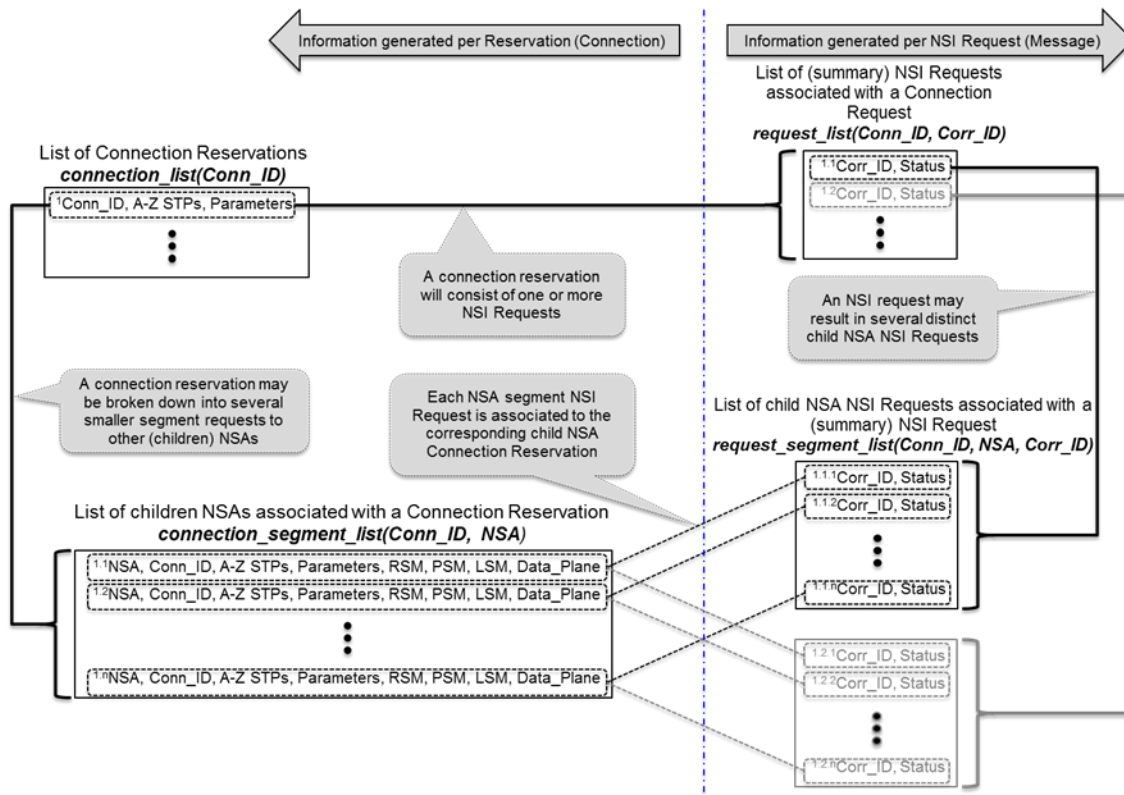 Information generated per Reservation (Connection)
Information generated per NSI Request (Message)
List of (summary) NSI Requests
associated with a Connection
Request
request_list(Conn_ID, Corr_ID)
List of Connection Reservations
connection_list(Conn_ID)
1Conn_ID, A-Z STPs, Parameters
1.1Corr_ID, Status
1.2Corr_ID, Status
A connection reservation
will consist of one or more
NSI Requests
An NSI request may
result in several distinct
child NSA NSI Requests
A connection reservation may
be broken down into several
smaller segment requests to
other (children) NSAs
Each NSA segment NSI
Request is associated to the
corresponding child NSA
Connection Reservation
List of child NSA NSI Requests associated with a
(summary) NSI Request
request_segment_list(Conn_ID, NSA, Corr_ID)
1.1.1Corr_ID, Status
1.1.2Corr_ID, Status
1.1.nCorr_ID, Status
List of children NSAs associated with a Connection Reservation
connection_segment_list(Conn_ID, NSA)
1.1NSA, Conn_ID, A-Z STPs, Parameters, RSM, PSM, LSM, Data_Plane
1.2NSA, Conn_ID, A-Z STPs, Parameters, RSM, PSM, LSM, Data_Plane
1.nNSA, Conn_ID, A-Z STPs, Parameters, RSM, PSM, LSM, Data_Plane
1.2.1Corr_ID, Status
1.2.2Corr_ID, Status
1.2.nCorr_ID, Status